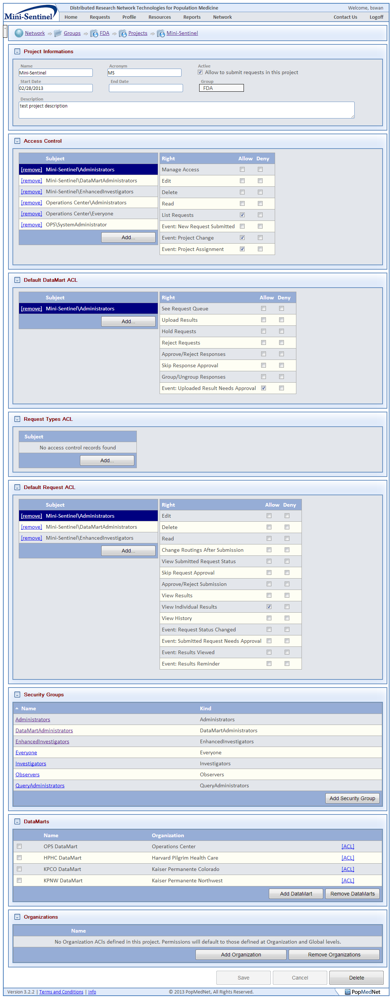 Mini-Sentinel
Distributed Research Network Technologies for Population Medicine
Welcome, bswan
Home Requests Profile Resources Reports Network Contact Us Logoff
Network ⇨ Groups ⇨ FDA ⇨ Projects ⇨ Mini-Sentinel
Project Informations
Name Acronym Active
Mini-Sentinel MS Allow to submit requests in this project
Start Date End Date Group
02/28/2013 FDA
Description
test project description
Access Control
Subject Right Allow Deny
[remove] Mini-Sentinel\Administrators Manage Access
[remove] Mini-Sentinel\DataMartAdministrators Edit
[remove] Mini-Sentinel\EnhancedInvestigators Delete
[remove] Operations Center\Administrators Read
[remove] Operations Center\Everyone List Requests
[remove] OPS\SystemAdministrator Event: New Request Submitted
Add... Event: Project Change
Event: Project Assignment
Default DataMart ACL
Subject Right Allow Deny
[remove] Mini-Sentinel\Administrators See Request Queue
Add... Upload Results
Hold Requests
Reject Requests
Approve/Reject Responses
Skip Response Approval
Group/Ungroup Responses
Event: Uploaded Result Needs Approval
Request Types ACL
Subject
No access control records found
Add...
Default Request ACL
Subject Right Allow Deny
[remove] Mini-Sentinel\Administrators Edit
[remove] Mini-Sentinel\DataMartAdministrators Delete
[remove] Mini-Sentinel\EnhancedInvestigators Read
Add... Change Routings After Submission
View Submitted Request Status
Skip Request Approval
Approve/Reject Submission
View Results
View Individual Results
View History
Event: Request Status Changed
Event: Submitted Request Needs Approval
Event: Results Viewed
Event: Results Reminder
Security Groups
Name Kind
Administrators Administrators
DataMartAdministrators DataMartAdministrators
EnhancedInvestigators EnhancedInvestigators
Everyone Everyone
Investigators Investigators
Observers Observers
QueryAdministrators QueryAdministrators
Add Security Group
DataMarts
Name Organization
OPS DataMart Operations Center [ACL]
HPHC DataMart Harvard Pilgrim Health Care [ACL]
KPCO DataMart Kaiser Permanente Colorado [ACL]
KPNW DataMart Kaiser Permanente Northwest [ACL]
Add DataMart Remove DataMarts
Organizations
Name
No Organization ACls defined in this project. Permissions will default to those defined at Organization and Global levels.
Add Organization Remove Organizations
Save Cancel Delete
Version 3.2.2 | Terms and Conditions | Info © 2013 PopMedNet, All Rights Reserved. PopMedNet